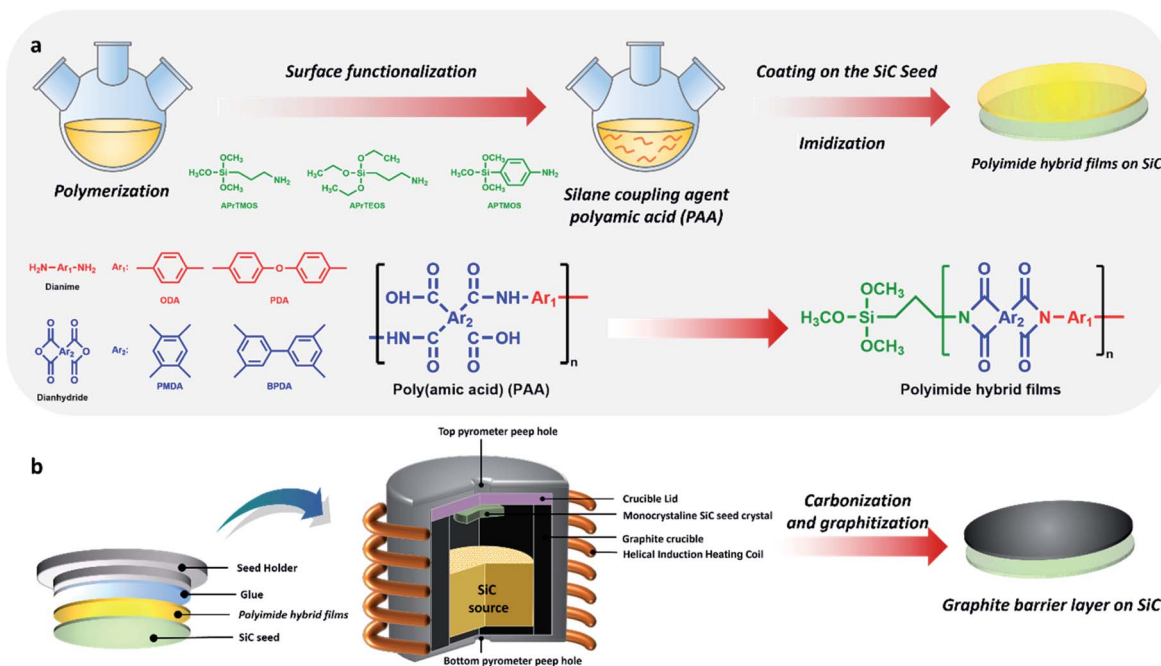 a
Surface functionalization
Coating on the SiC Seed
Imidization
Polymerization
OCH₃
H₃CO-Si
OCH₃
NH₂
APrTMOS
O
O-Si
O
NH₂
APrTEOS
OCH₃
H₃CO-Si
OCH₃
NH₂
APTMOS
Silane coupling agent
polyamic acid (PAA)
Polyimide hybrid films on SiC
H₂N-Ar₁-NH₂
Dianime
Ar₁:
ODA
O
PDA
O O
O Ar₂ O
O O
Dianhydride
Ar₂:
PMDA
BPDA
O O
OH NH-Ar₁
Ar₂
HN OH
O O
n
Poly(amic acid) (PAA)
OCH₃
H₃CO-Si
OCH₃
O O
N Ar₂ N-Ar₁
O O
n
Polyimide hybrid films
b
Top pyrometer peep hole
Crucible Lid
Monocrystaline SiC seed crystal
Graphite crucible
Helical Induction Heating Coil
SiC
source
Bottom pyrometer peep hole
Seed Holder
Glue
Polyimide hybrid films
SiC seed
Carbonization
and graphitization
Graphite barrier layer on SiC